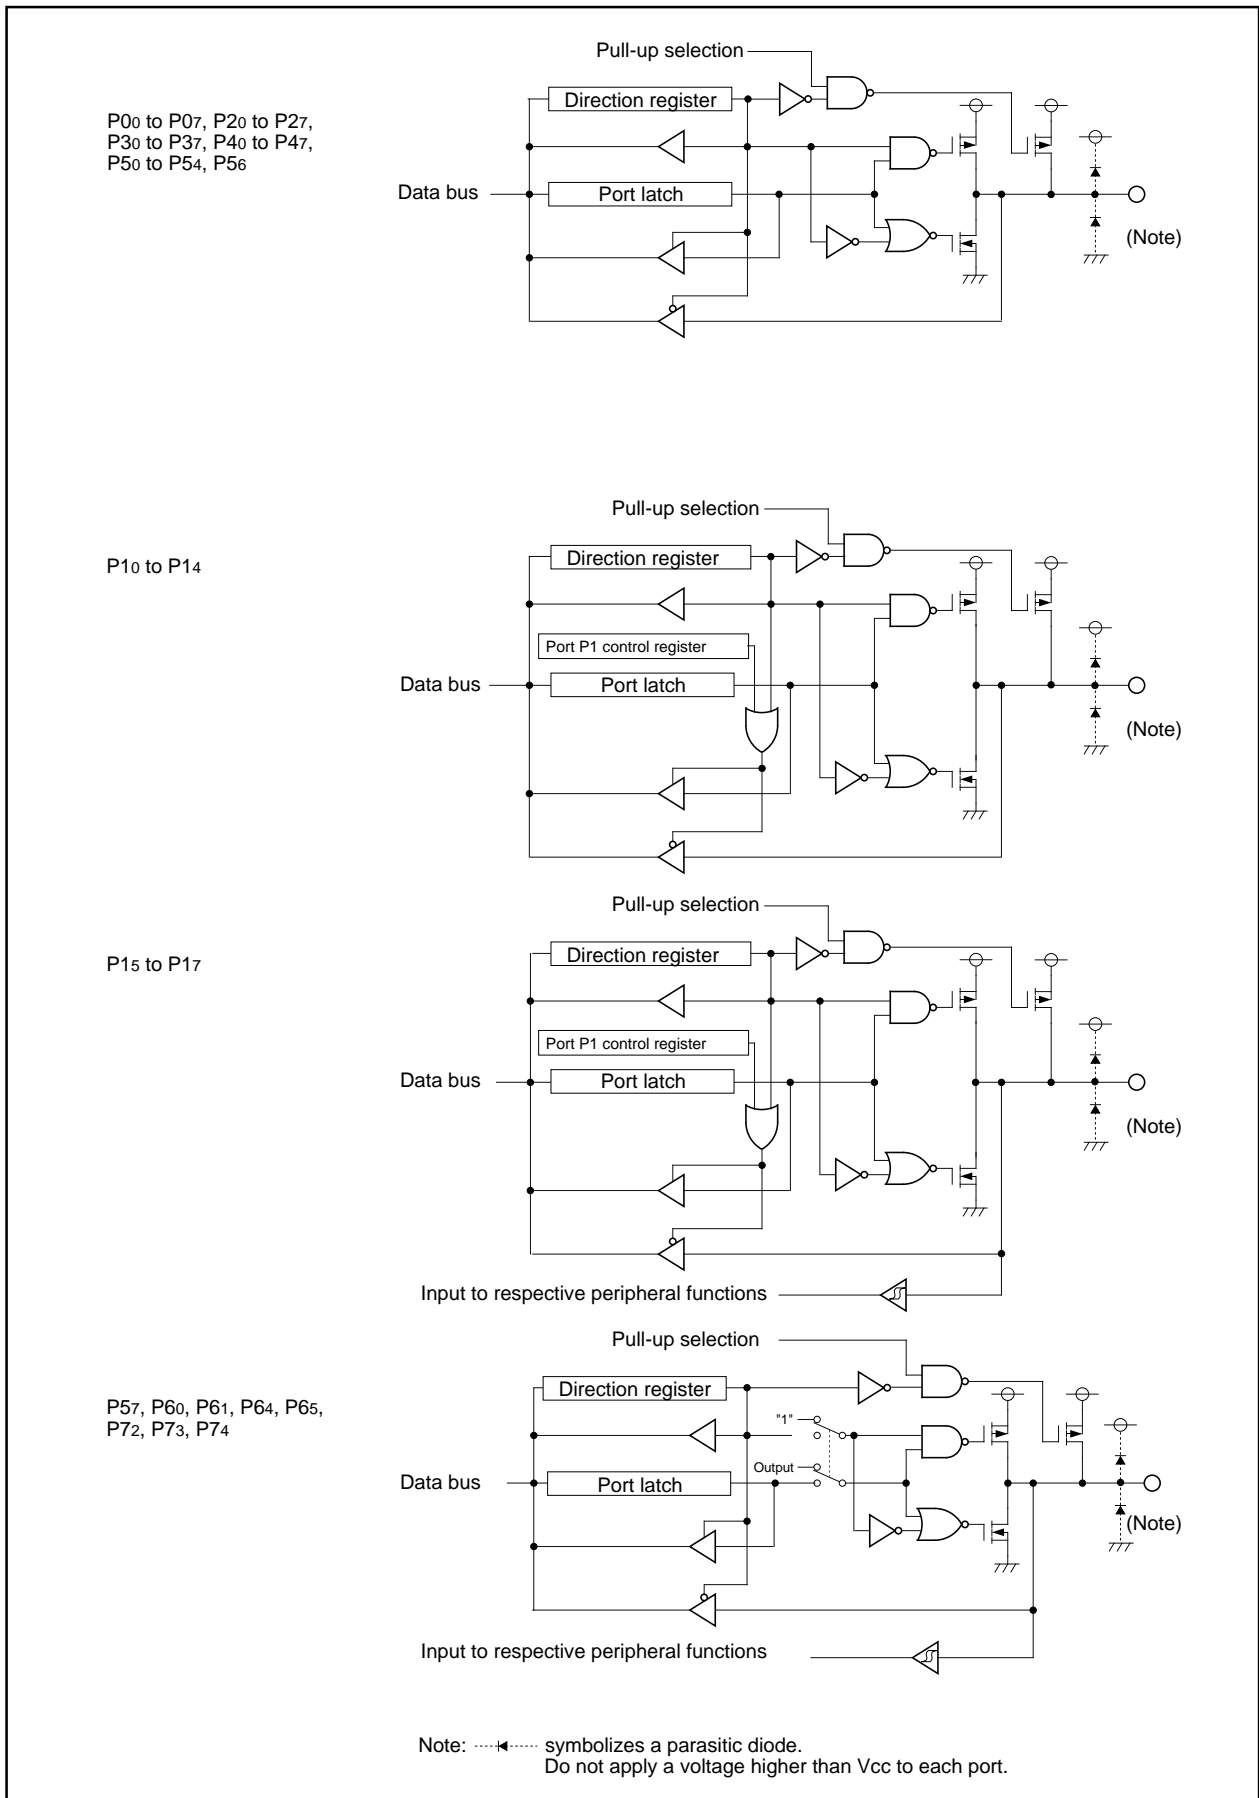 Pull-up selection
Direction register
P00 to P07, P20 to P27,
P30 to P37, P40 to P47,
P50 to P54, P56
Data bus
Port latch
(Note)
Pull-up selection
Direction register
P10 to P14
Port P1 control register
Data bus
Port latch
(Note)
Pull-up selection
Direction register
P15 to P17
Port P1 control register
Data bus
Port latch
(Note)
Input to respective peripheral functions
Pull-up selection
Direction register
P57, P60, P61, P64, P65,
P72, P73, P74
"1"
Output
Data bus
Port latch
(Note)
Input to respective peripheral functions
Note: symbolizes a parasitic diode.
Do not apply a voltage higher than Vcc to each port.